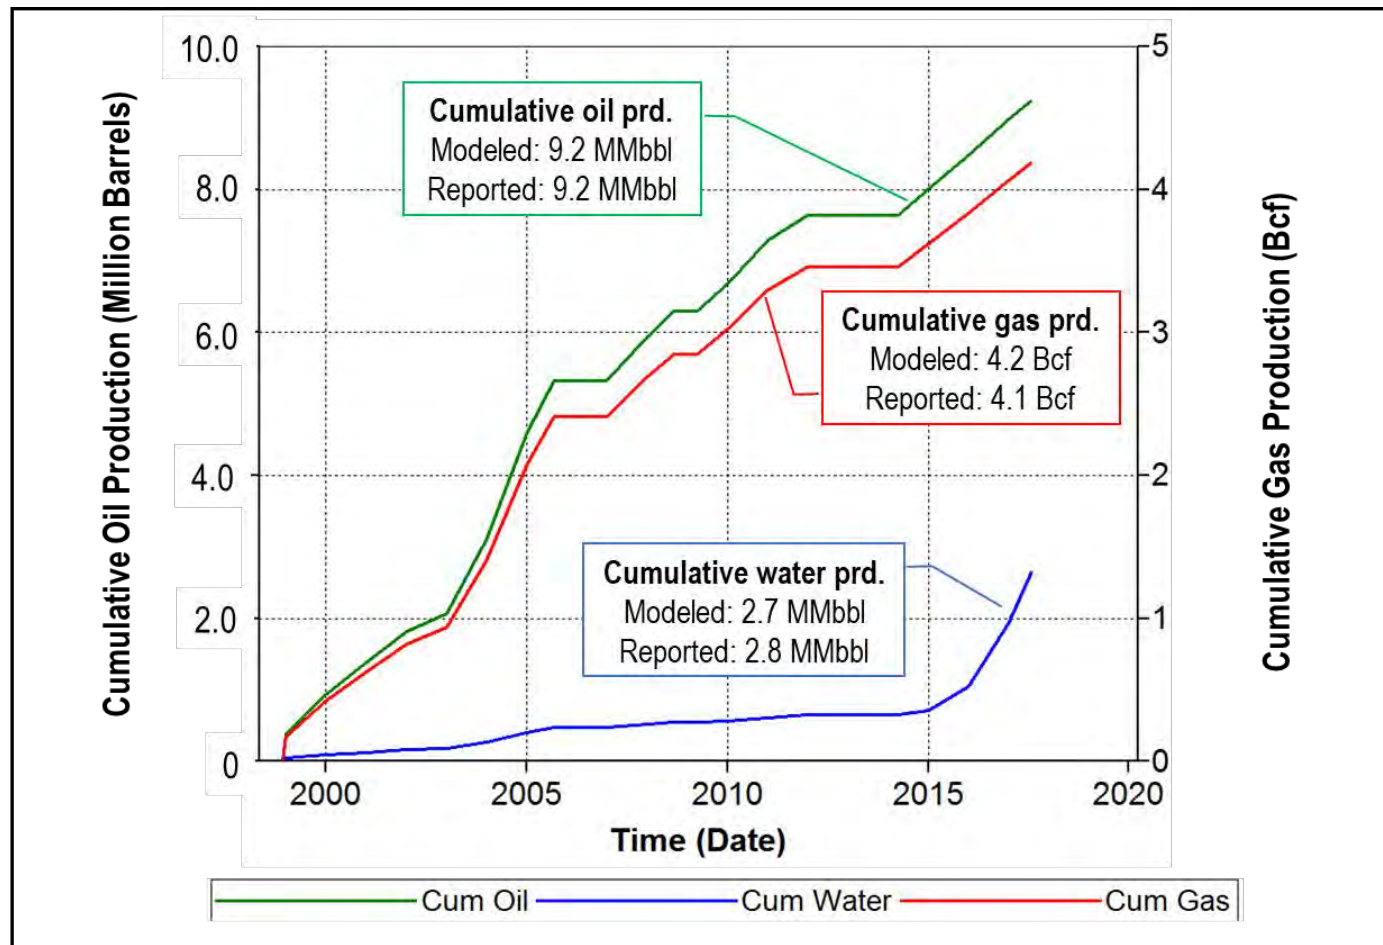 Cumulative Oil Production (Million Barrels)
10.0
8.0
6.0
4.0
2.0
0
Cumulative oil prd.
Modeled: 9.2 MMbbl
Reported: 9.2 MMbbl
Cumulative gas prd.
Modeled: 4.2 Bcf
Reported: 4.1 Bcf
Cumulative water prd.
Modeled: 2.7 MMbbl
Reported: 2.8 MMbbl
5
4
3
2
1
0
Cumulative Gas Production (Bcf)
2000 2005 2010 2015 2020
Time (Date)
Cum Oil Cum Water Cum Gas